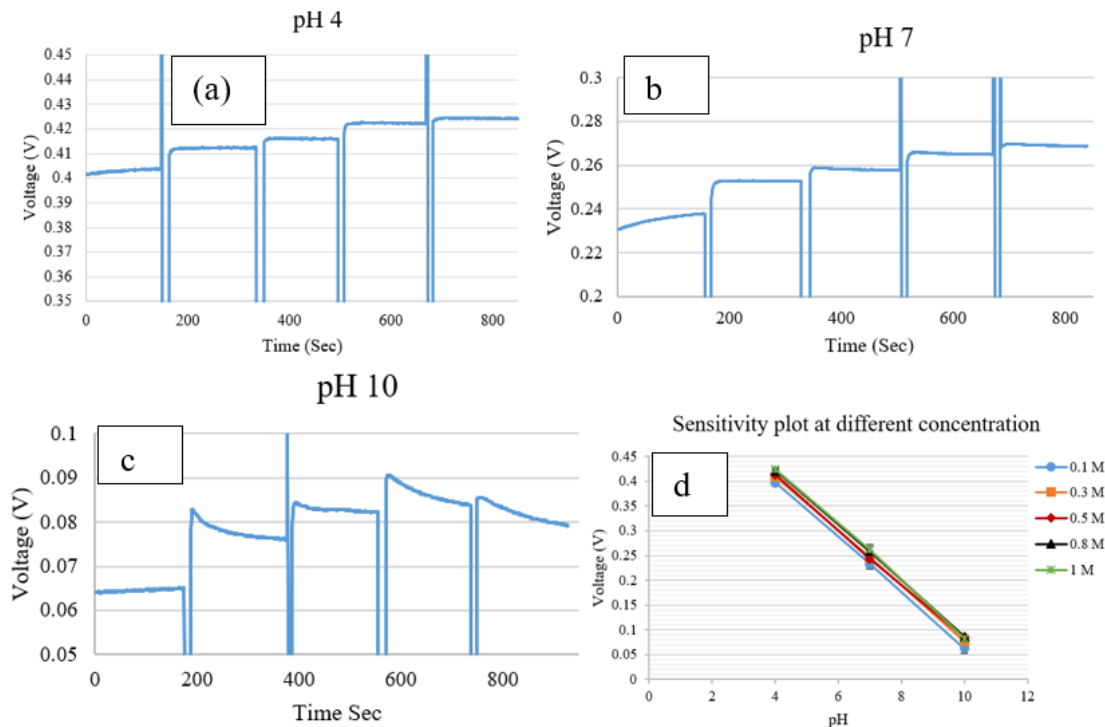 pH 4
(a)
Voltage (V)
0.45
0.44
0.43
0.42
0.41
0.4
0.39
0.38
0.37
0.36
0.35
0 200 400 600 800
Time (Sec)
pH 7
b
Voltage (V)
0.3
0.28
0.26
0.24
0.22
0.2
0 200 400 600 800
Time (Sec)
pH 10
c
Voltage (V)
0.1
0.09
0.08
0.07
0.06
0.05
0 200 400 600 800
Time Sec
Sensitivity plot at different concentration
d
Voltage (V)
0.45
0.4
0.35
0.3
0.25
0.2
0.15
0.1
0.05
0
0 2 4 6 8 10 12
pH
0.1 M
0.3 M
0.5 M
0.8 M
1 M